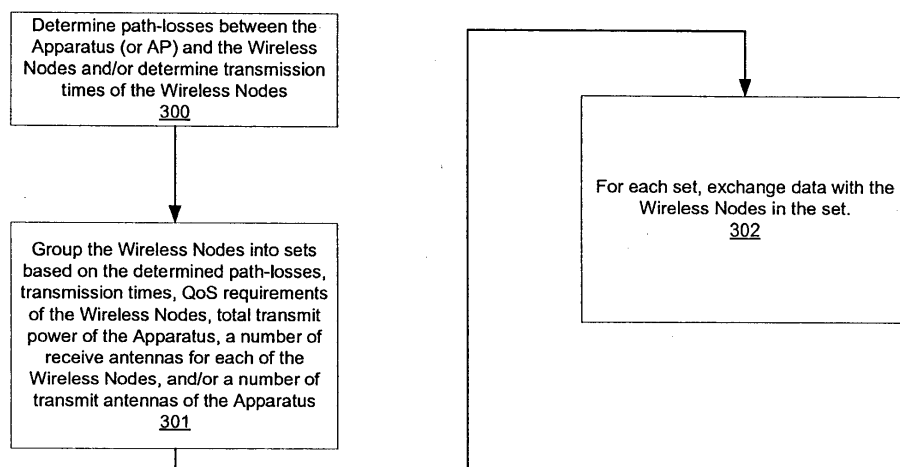 Determine path-losses between the
Apparatus (or AP) and the Wireless
Nodes and/or determine transmission
times of the Wireless Nodes
300
Group the Wireless Nodes into sets
based on the determined path-losses,
transmission times, QoS requirements
of the Wireless Nodes, total transmit
power of the Apparatus, a number of
receive antennas for each of the
Wireless Nodes, and/or a number of
transmit antennas of the Apparatus
301
For each set, exchange data with the
Wireless Nodes in the set.
302